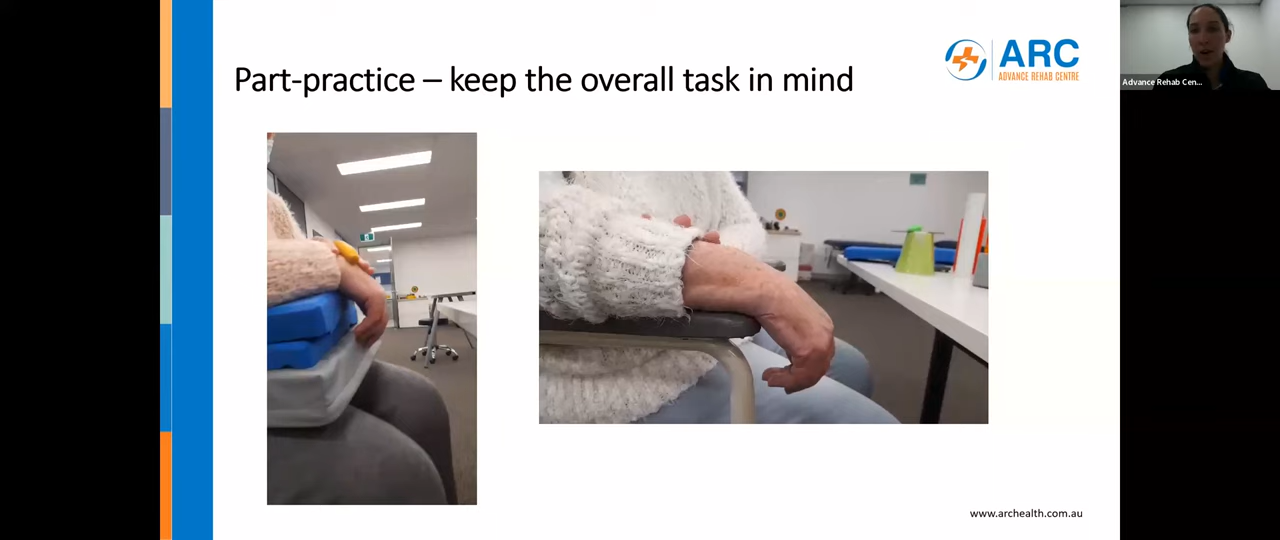 Part-practice – keep the overall task in mind
ARC
ADVANCE REHAB CENTRE
Advance Rehab Cen...
www.archealth.com.au